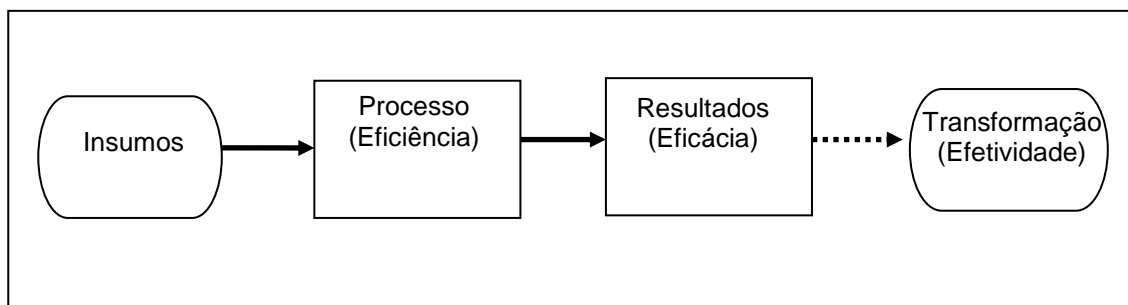 Insumos
Processo
(Eficiência)
Resultados
(Eficácia)
Transformação
(Efetividade)